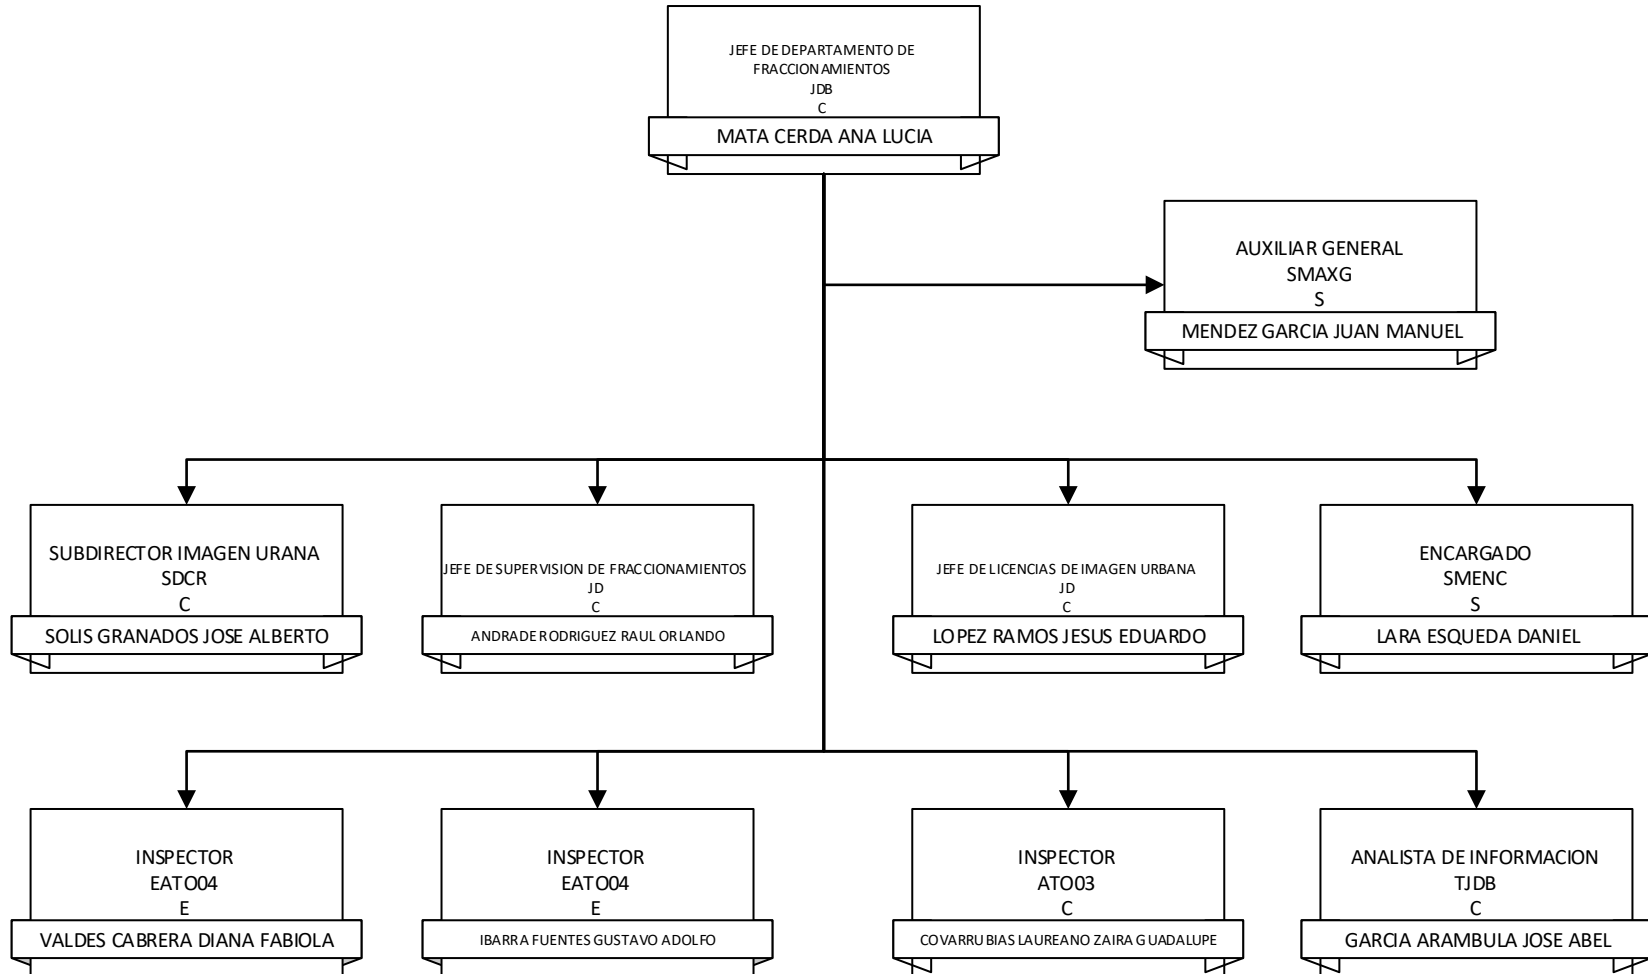 JEFE DE DEPARTAMENTO DE
FRACCIONAMIENTOS
JDB
C
MATA CERDA ANA LUCIA
AUXILIAR GENERAL
SMAXG
S
MENDEZ GARCIA JUAN MANUEL
SUBDIRECTOR IMAGEN URANA
SDCR
C
SOLIS GRANADOS JOSE ALBERTO
JEFE DE SUPERVISION DE FRACCIONAMIENTOS
JD
C
ANDRADE RODRIGUEZ RAUL ORLANDO
JEFE DE LICENCIAS DE IMAGEN URBANA
JD
C
LOPEZ RAMOS JESUS EDUARDO
ENCARGADO
SMENC
S
LARA ESQUEDA DANIEL
INSPECTOR
EATO04
E
VALDES CABRERA DIANA FABIOLA
INSPECTOR
EATO04
E
IBARRA FUENTES GUSTAVO ADOLFO
INSPECTOR
ATO03
C
COVARRUBIAS LAUREANO ZAIRA GUADALUPE
ANALISTA DE INFORMACION
TJDB
C
GARCIA ARAMBULA JOSE ABEL